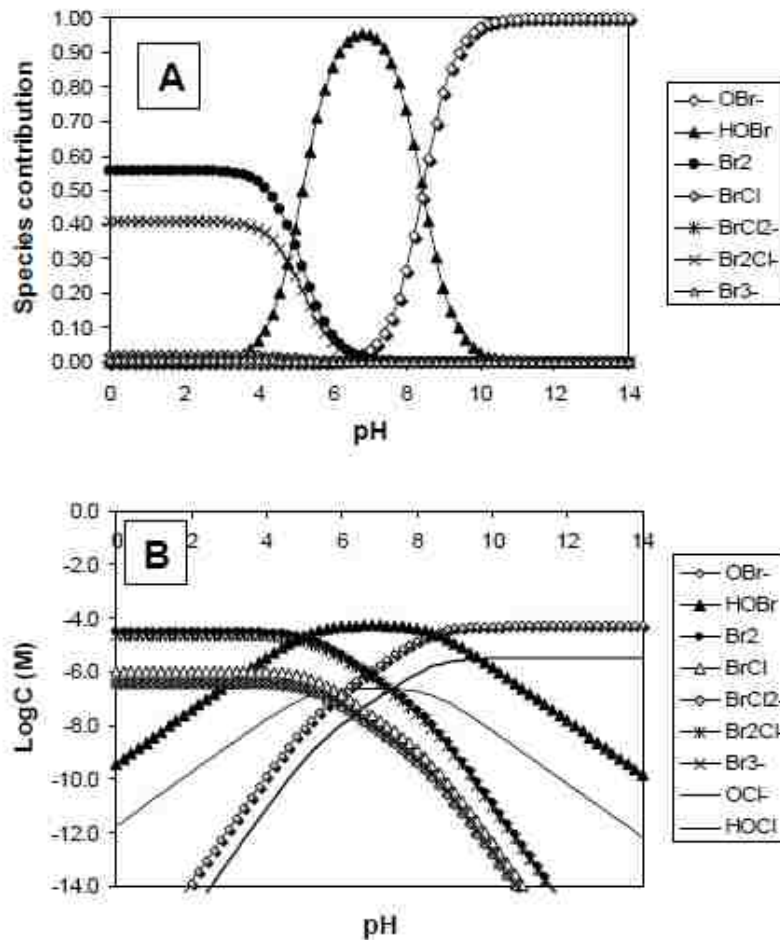 1.00
0.90
A
0.80
0.70
0.60
0.50
0.40
0.30
0.20
0.10
0.00
Species contribution
0 2 4 6 8 10 12 14
pH
OBr-
HOBr
Br2
BrCl
BrCl2-
Br2Cl-
Br3-
0.0
0 2 4 6 8 10 12 14
B
-2.0
-4.0
-6.0
-8.0
-10.0
-12.0
-14.0
LogC (M)
pH
OBr-
HOBr
Br2
BrCl
BrCl2-
Br2Cl-
Br3-
OCl-
HOCl